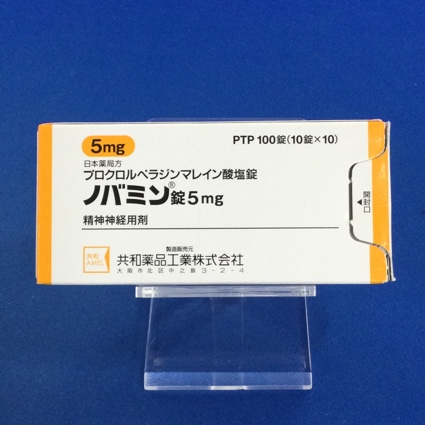 5mg
PTP 100錠(10錠×10)
日本薬局方
プロクロルペラジンマレイン酸塩錠
ノバミン®錠5mg
精神神経用剤
開封口
製造販売元
共和薬品工業株式会社
大阪市北区中之島3-2-4
共和
AMEL